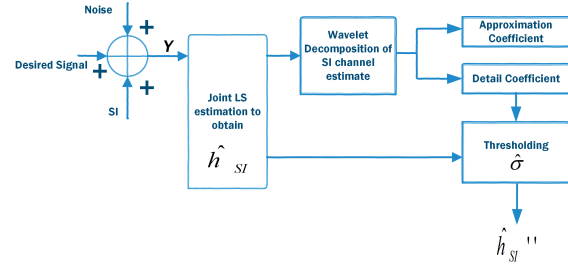 Noise
+
Desired Signal
+
+
SI
Y
Joint LS
estimation to
obtain
ĥ SI
Wavelet
Decomposition of
SI channel
estimate
Approximation
Coefficient
Detail Coefficient
Thresholding
σ̂
ĥ SI ''